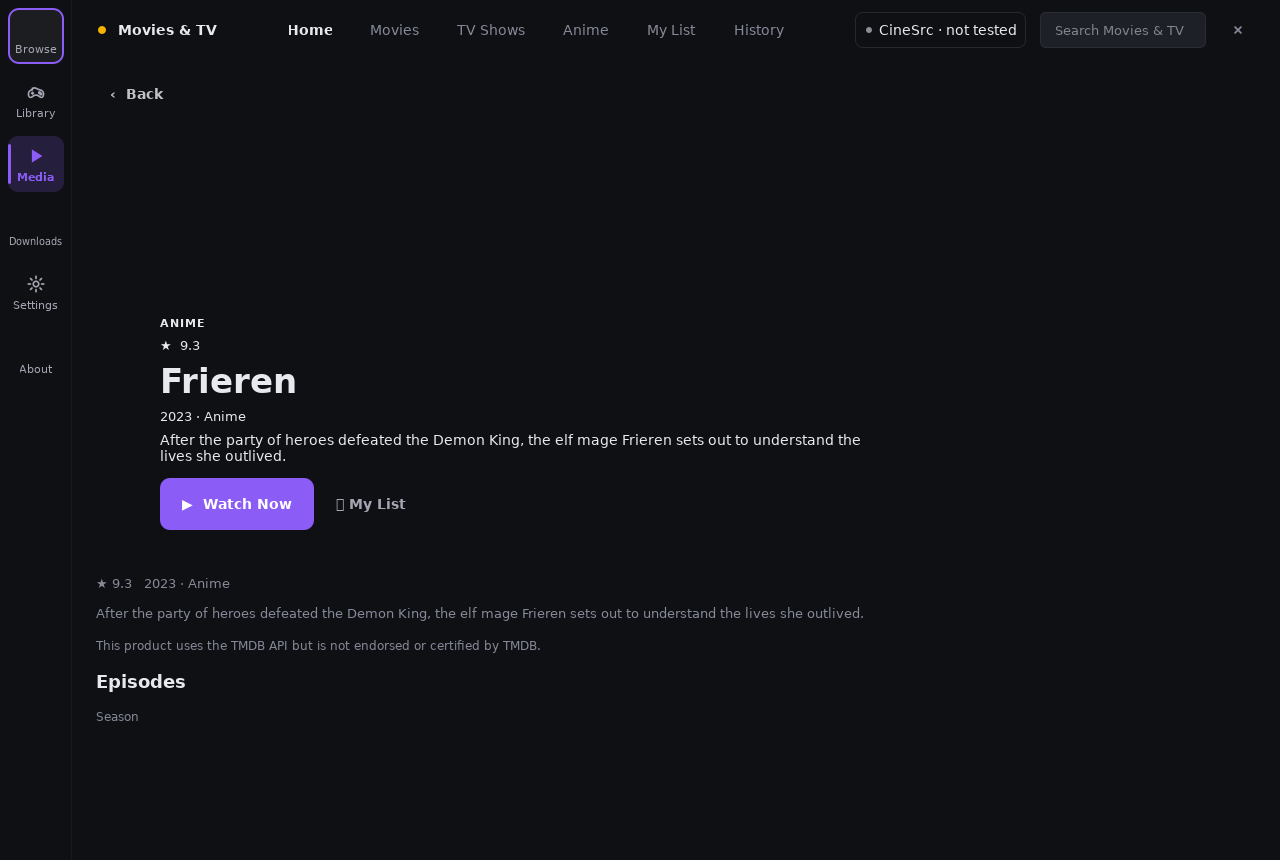 Browse
Library
Media
Downloads
Settings
About
Movies & TV
Home
Movies
TV Shows
Anime
My List
History
CineSrc · not tested
Search Movies & TV
×
‹ Back
ANIME
★ 9.3
Frieren
2023 · Anime
After the party of heroes defeated the Demon King, the elf mage Frieren sets out to understand the
lives she outlived.
▶ Watch Now
My List
★ 9.3 2023 · Anime
After the party of heroes defeated the Demon King, the elf mage Frieren sets out to understand the lives she outlived.
This product uses the TMDB API but is not endorsed or certified by TMDB.
Episodes
Season